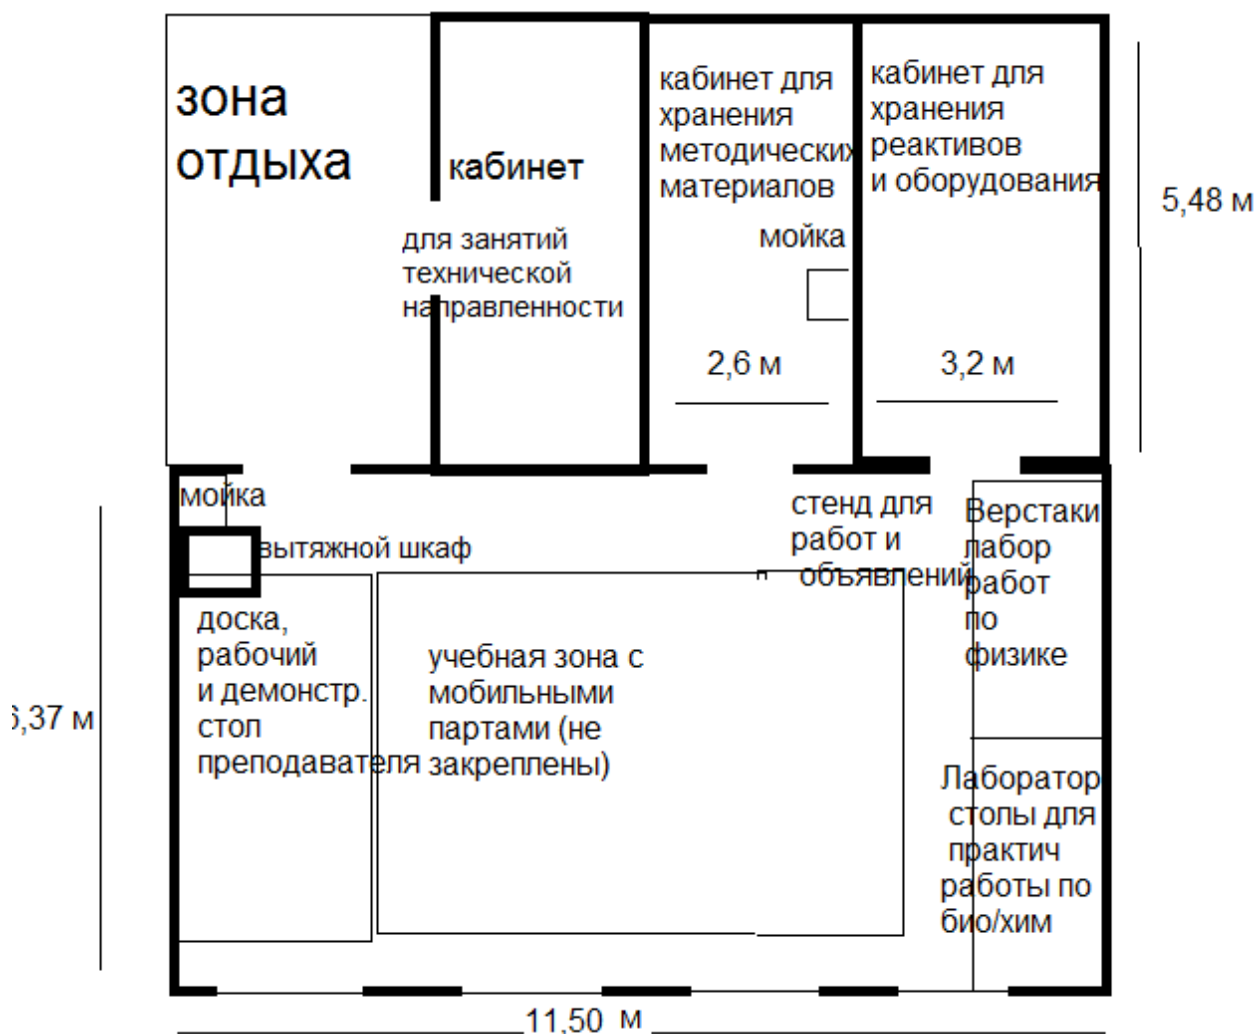 зона
отдыха
кабинет
для занятий
технической
направленности
кабинет для
хранения
методических
материалов
мойка
2,6 м
кабинет для
хранения
реактивов
и оборудования
3,2 м
5,48 м
мойка
вытяжной шкаф
стенд для
работ и
объявлений
Верстаки
лабор
работ
по
физике
доска,
рабочий
и демонстр.
стол
преподавателя
учебная зона с
мобильными
партами (не
закреплены)
6,37 м
Лаборатор
столы для
практич
работы по
био/хим
11,50 м